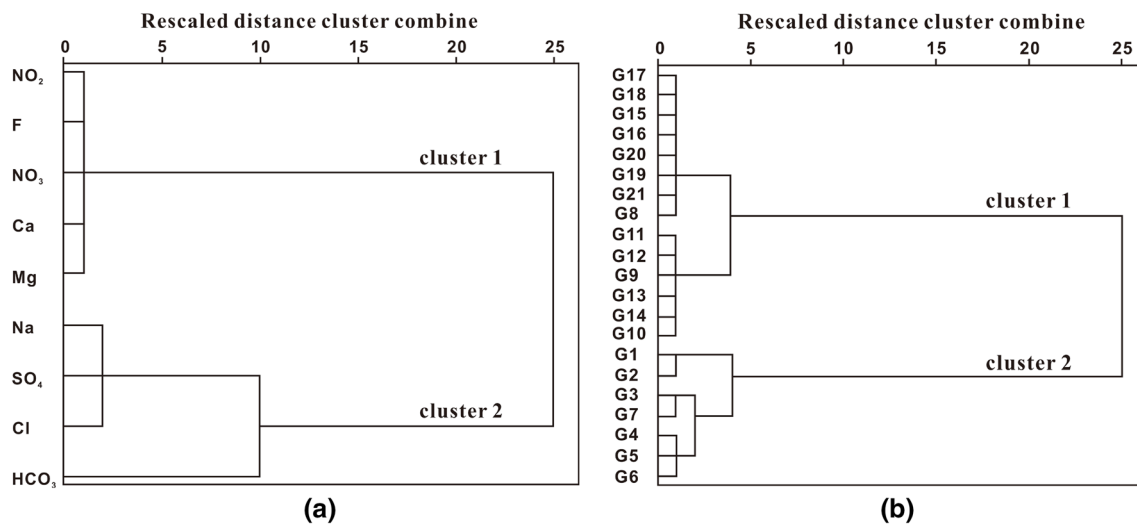 Rescaled distance cluster combine
0 5 10 15 20 25
NO₂
F
NO₃
cluster 1
Ca
Mg
Na
SO₄
cluster 2
Cl
HCO₃
(a)
Rescaled distance cluster combine
0 5 10 15 20 25
G17
G18
G15
G16
G20
G19
G21
cluster 1
G8
G11
G12
G9
G13
G14
G10
G1
cluster 2
G2
G3
G7
G4
G5
G6
(b)